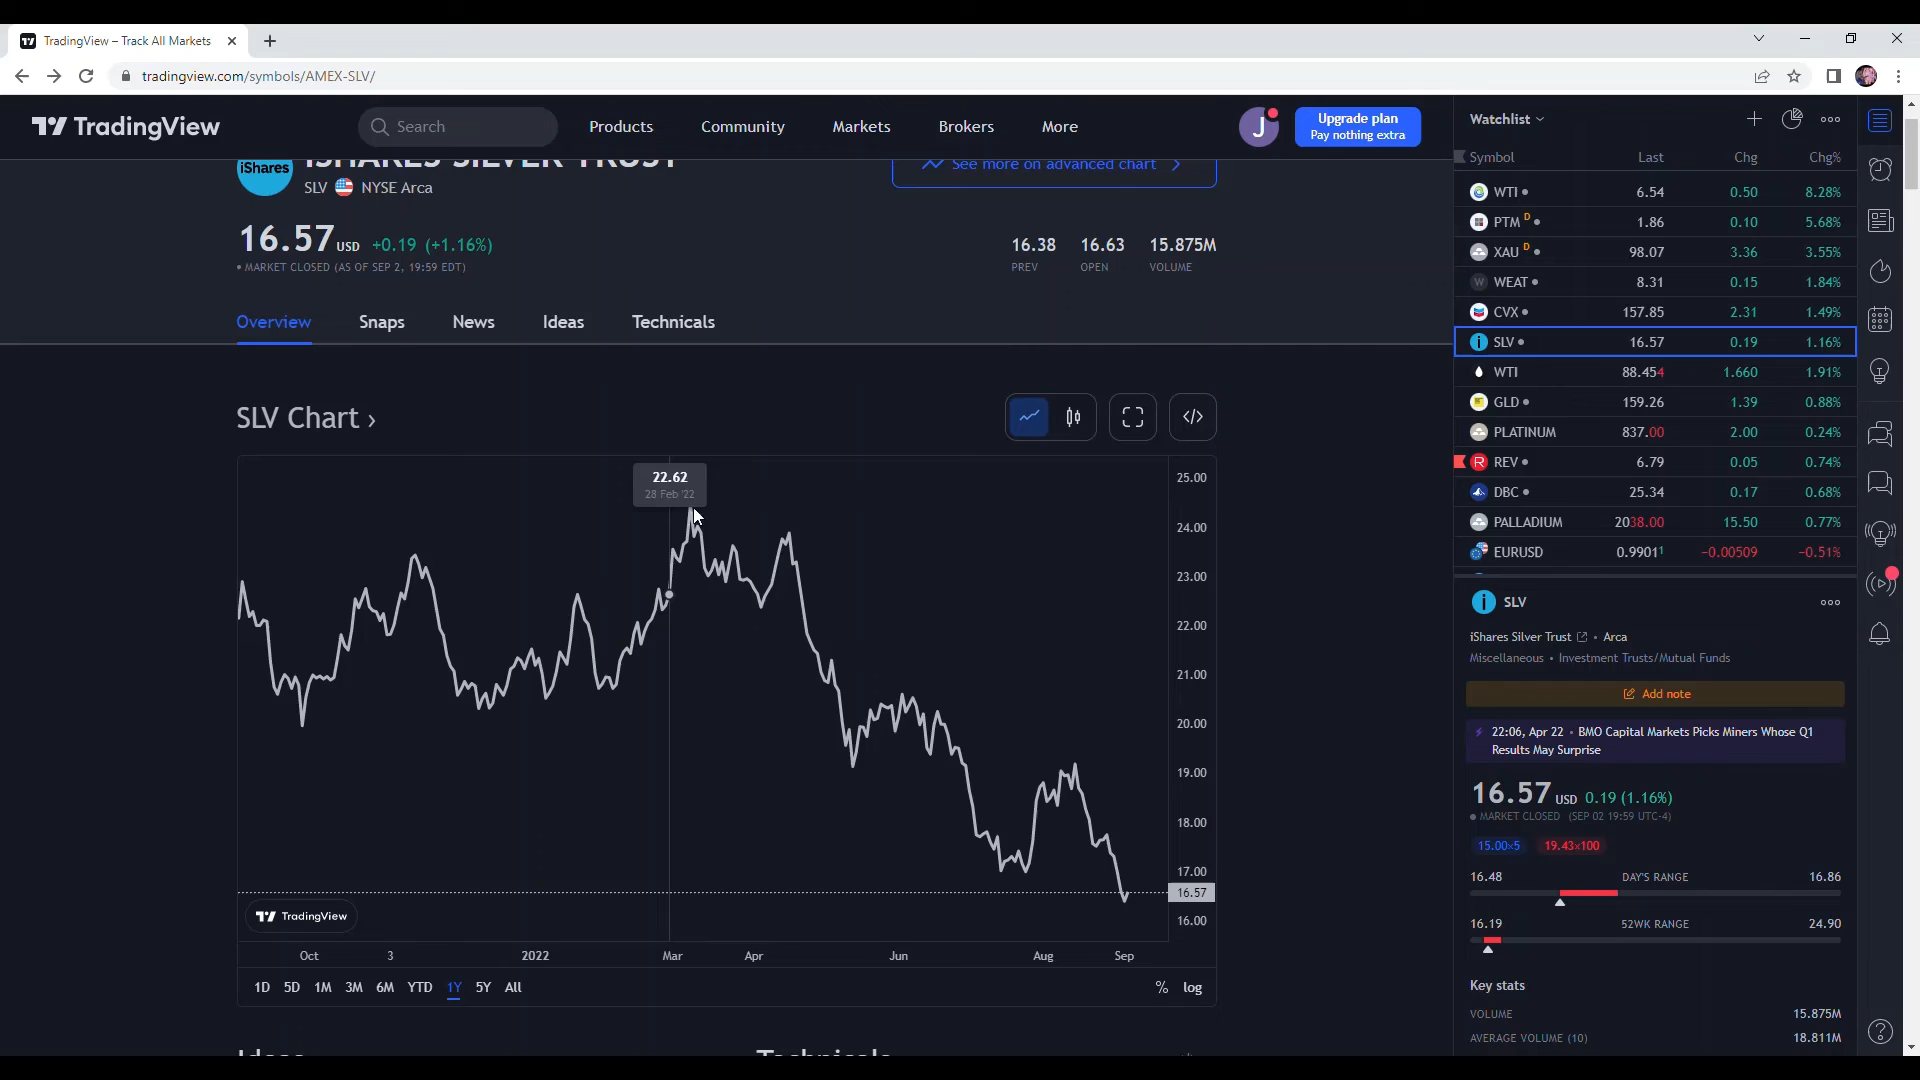 TradingView – Track All Markets
tradingview.com/symbols/AMEX-SLV/
TradingView
Search
Products
Community
Markets
Brokers
More
J
Upgrade plan
Pay nothing extra
iShares
ISHARES SILVER TRUST
SLV NYSE Arca
See more on advanced chart
16.57 USD +0.19 (+1.16%)
• MARKET CLOSED (AS OF SEP 2, 19:59 EDT)
16.38 16.63 15.875M
PREV OPEN VOLUME
Overview Snaps News Ideas Technicals
SLV Chart ›
22.62
28 Feb '22
25.00
24.00
23.00
22.00
21.00
20.00
19.00
18.00
17.00
16.57
16.00
TradingView
Oct 3 2022 Mar Apr Jun Aug Sep
1D 5D 1M 3M 6M YTD 1Y 5Y All % log
Ideas Technicals
Watchlist
Symbol Last Chg Chg%
WTI • 6.54 0.50 8.28%
PTM D • 1.86 0.10 5.68%
XAU D • 98.07 3.36 3.55%
W WEAT • 8.31 0.15 1.84%
CVX • 157.85 2.31 1.49%
SLV • 16.57 0.19 1.16%
WTI 88.454 1.660 1.91%
GLD • 159.26 1.39 0.88%
PLATINUM 837.00 2.00 0.24%
R REV • 6.79 0.05 0.74%
DBC • 25.34 0.17 0.68%
PALLADIUM 2038.00 15.50 0.77%
EURUSD 0.99011 −0.00509 −0.51%
SLV
iShares Silver Trust • Arca
Miscellaneous • Investment Trusts/Mutual Funds
Add note
22:06, Apr 22 • BMO Capital Markets Picks Miners Whose Q1
Results May Surprise
16.57 USD 0.19 (1.16%)
• MARKET CLOSED (SEP 02 19:59 UTC-4)
15.00×5 19.43×100
16.48 DAY'S RANGE 16.86
16.19 52WK RANGE 24.90
Key stats
VOLUME 15.875M
AVERAGE VOLUME (10) 18.811M